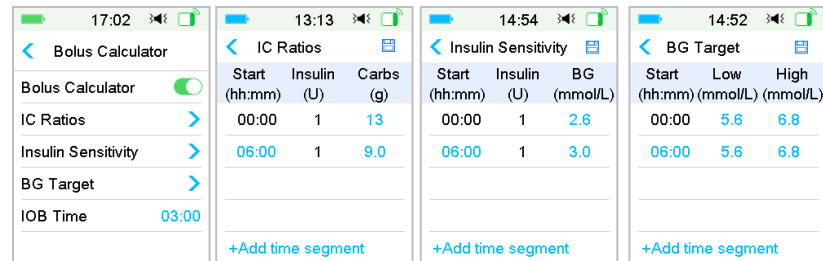 17:02
Bolus Calculator
Bolus Calculator
IC Ratios
Insulin Sensitivity
BG Target
IOB Time 03:00
13:13
IC Ratios
Start Insulin Carbs
(hh:mm) (U) (g)
00:00 1 13
06:00 1 9.0
+Add time segment
14:54
Insulin Sensitivity
Start Insulin BG
(hh:mm) (U) (mmol/L)
00:00 1 2.6
06:00 1 3.0
+Add time segment
14:52
BG Target
Start Low High
(hh:mm) (mmol/L) (mmol/L)
00:00 5.6 6.8
06:00 5.6 6.8
+Add time segment